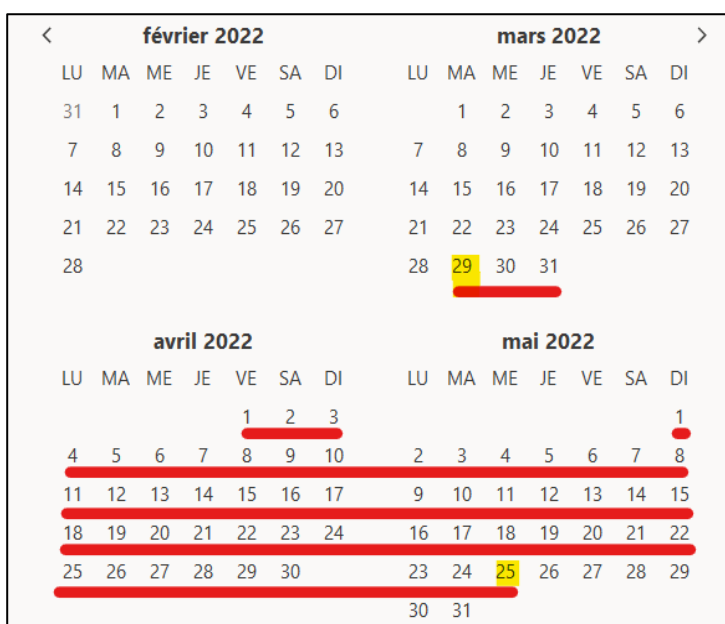 < février 2022
LU MA ME JE VE SA DI
31 1 2 3 4 5 6
7 8 9 10 11 12 13
14 15 16 17 18 19 20
21 22 23 24 25 26 27
28
mars 2022 >
LU MA ME JE VE SA DI
1 2 3 4 5 6
7 8 9 10 11 12 13
14 15 16 17 18 19 20
21 22 23 24 25 26 27
28 29 30 31
avril 2022
LU MA ME JE VE SA DI
1 2 3
4 5 6 7 8 9 10
11 12 13 14 15 16 17
18 19 20 21 22 23 24
25 26 27 28 29 30
mai 2022
LU MA ME JE VE SA DI
1
2 3 4 5 6 7 8
9 10 11 12 13 14 15
16 17 18 19 20 21 22
23 24 25 26 27 28 29
30 31